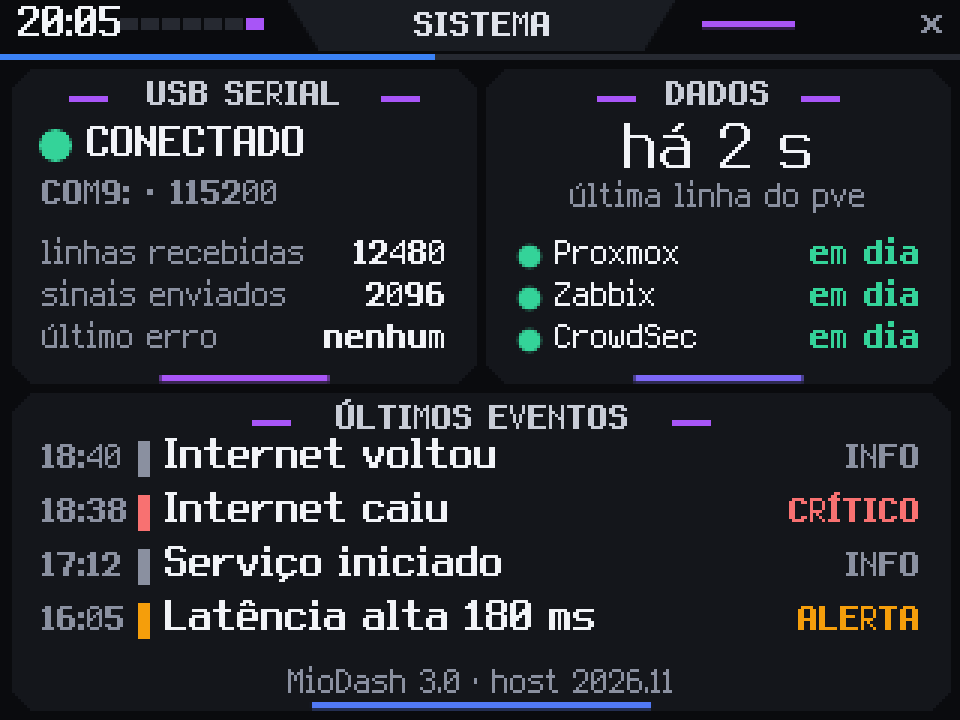 20:05
SISTEMA
x
USB SERIAL
CONECTADO
COM9: · 115200
linhas recebidas 12480
sinais enviados 2096
último erro nenhum
DADOS
há 2 s
última linha do pve
Proxmox em dia
Zabbix em dia
CrowdSec em dia
ÚLTIMOS EVENTOS
18:40 Internet voltou INFO
18:38 Internet caiu CRÍTICO
17:12 Serviço iniciado INFO
16:05 Latência alta 180 ms ALERTA
MioDash 3.0 · host 2026.11